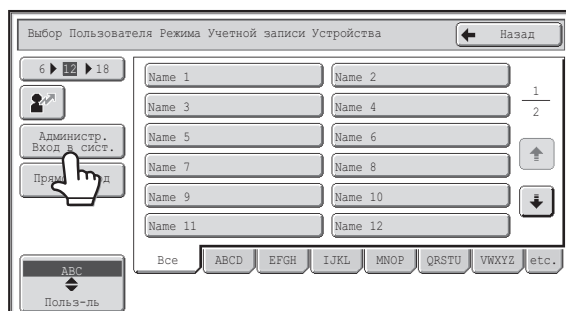 Выбор Пользователя Режима Учетной записи Устройства
Назад
6 12 18
Администр.
Вход в сист.
ABC
Польз-ль
Name 1
Name 2
Name 3
Name 4
Name 5
Name 6
Name 7
Name 8
Name 9
Name 10
Name 11
Name 12
1
2
Все
ABCD
EFGH
IJKL
MNOP
QRSTU
VWXYZ
etc.